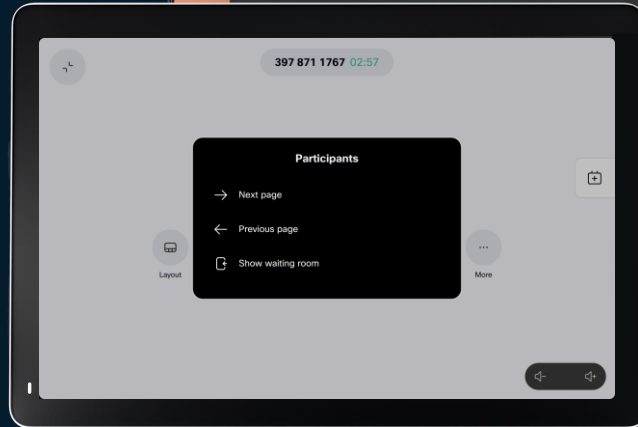 397 871 1767 02:57
Participants
Next page
Previous page
Show waiting room
Layout
More